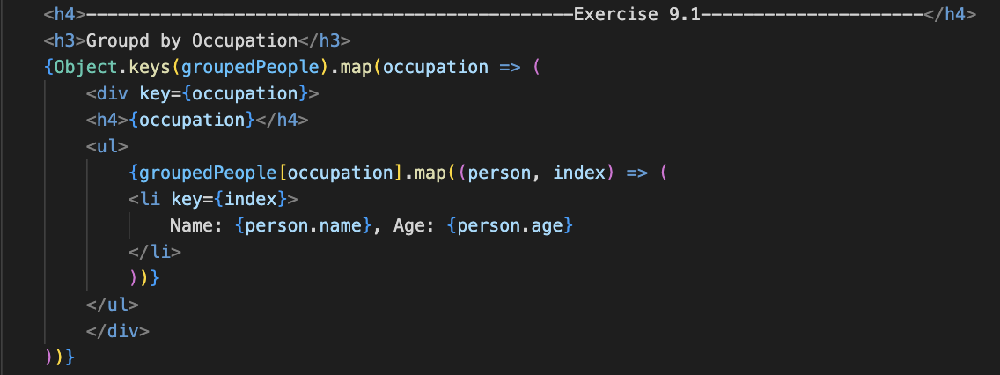 <h4>----------------------------------------------Exercise 9.1---------------------</h4>
<h3>Groupd by Occupation</h3>
{Object.keys(groupedPeople).map(occupation => (
<div key={occupation}>
<h4>{occupation}</h4>
<ul>
{groupedPeople[occupation].map((person, index) => (
<li key={index}>
Name: {person.name}, Age: {person.age}
</li>
))}
</ul>
</div>
))}